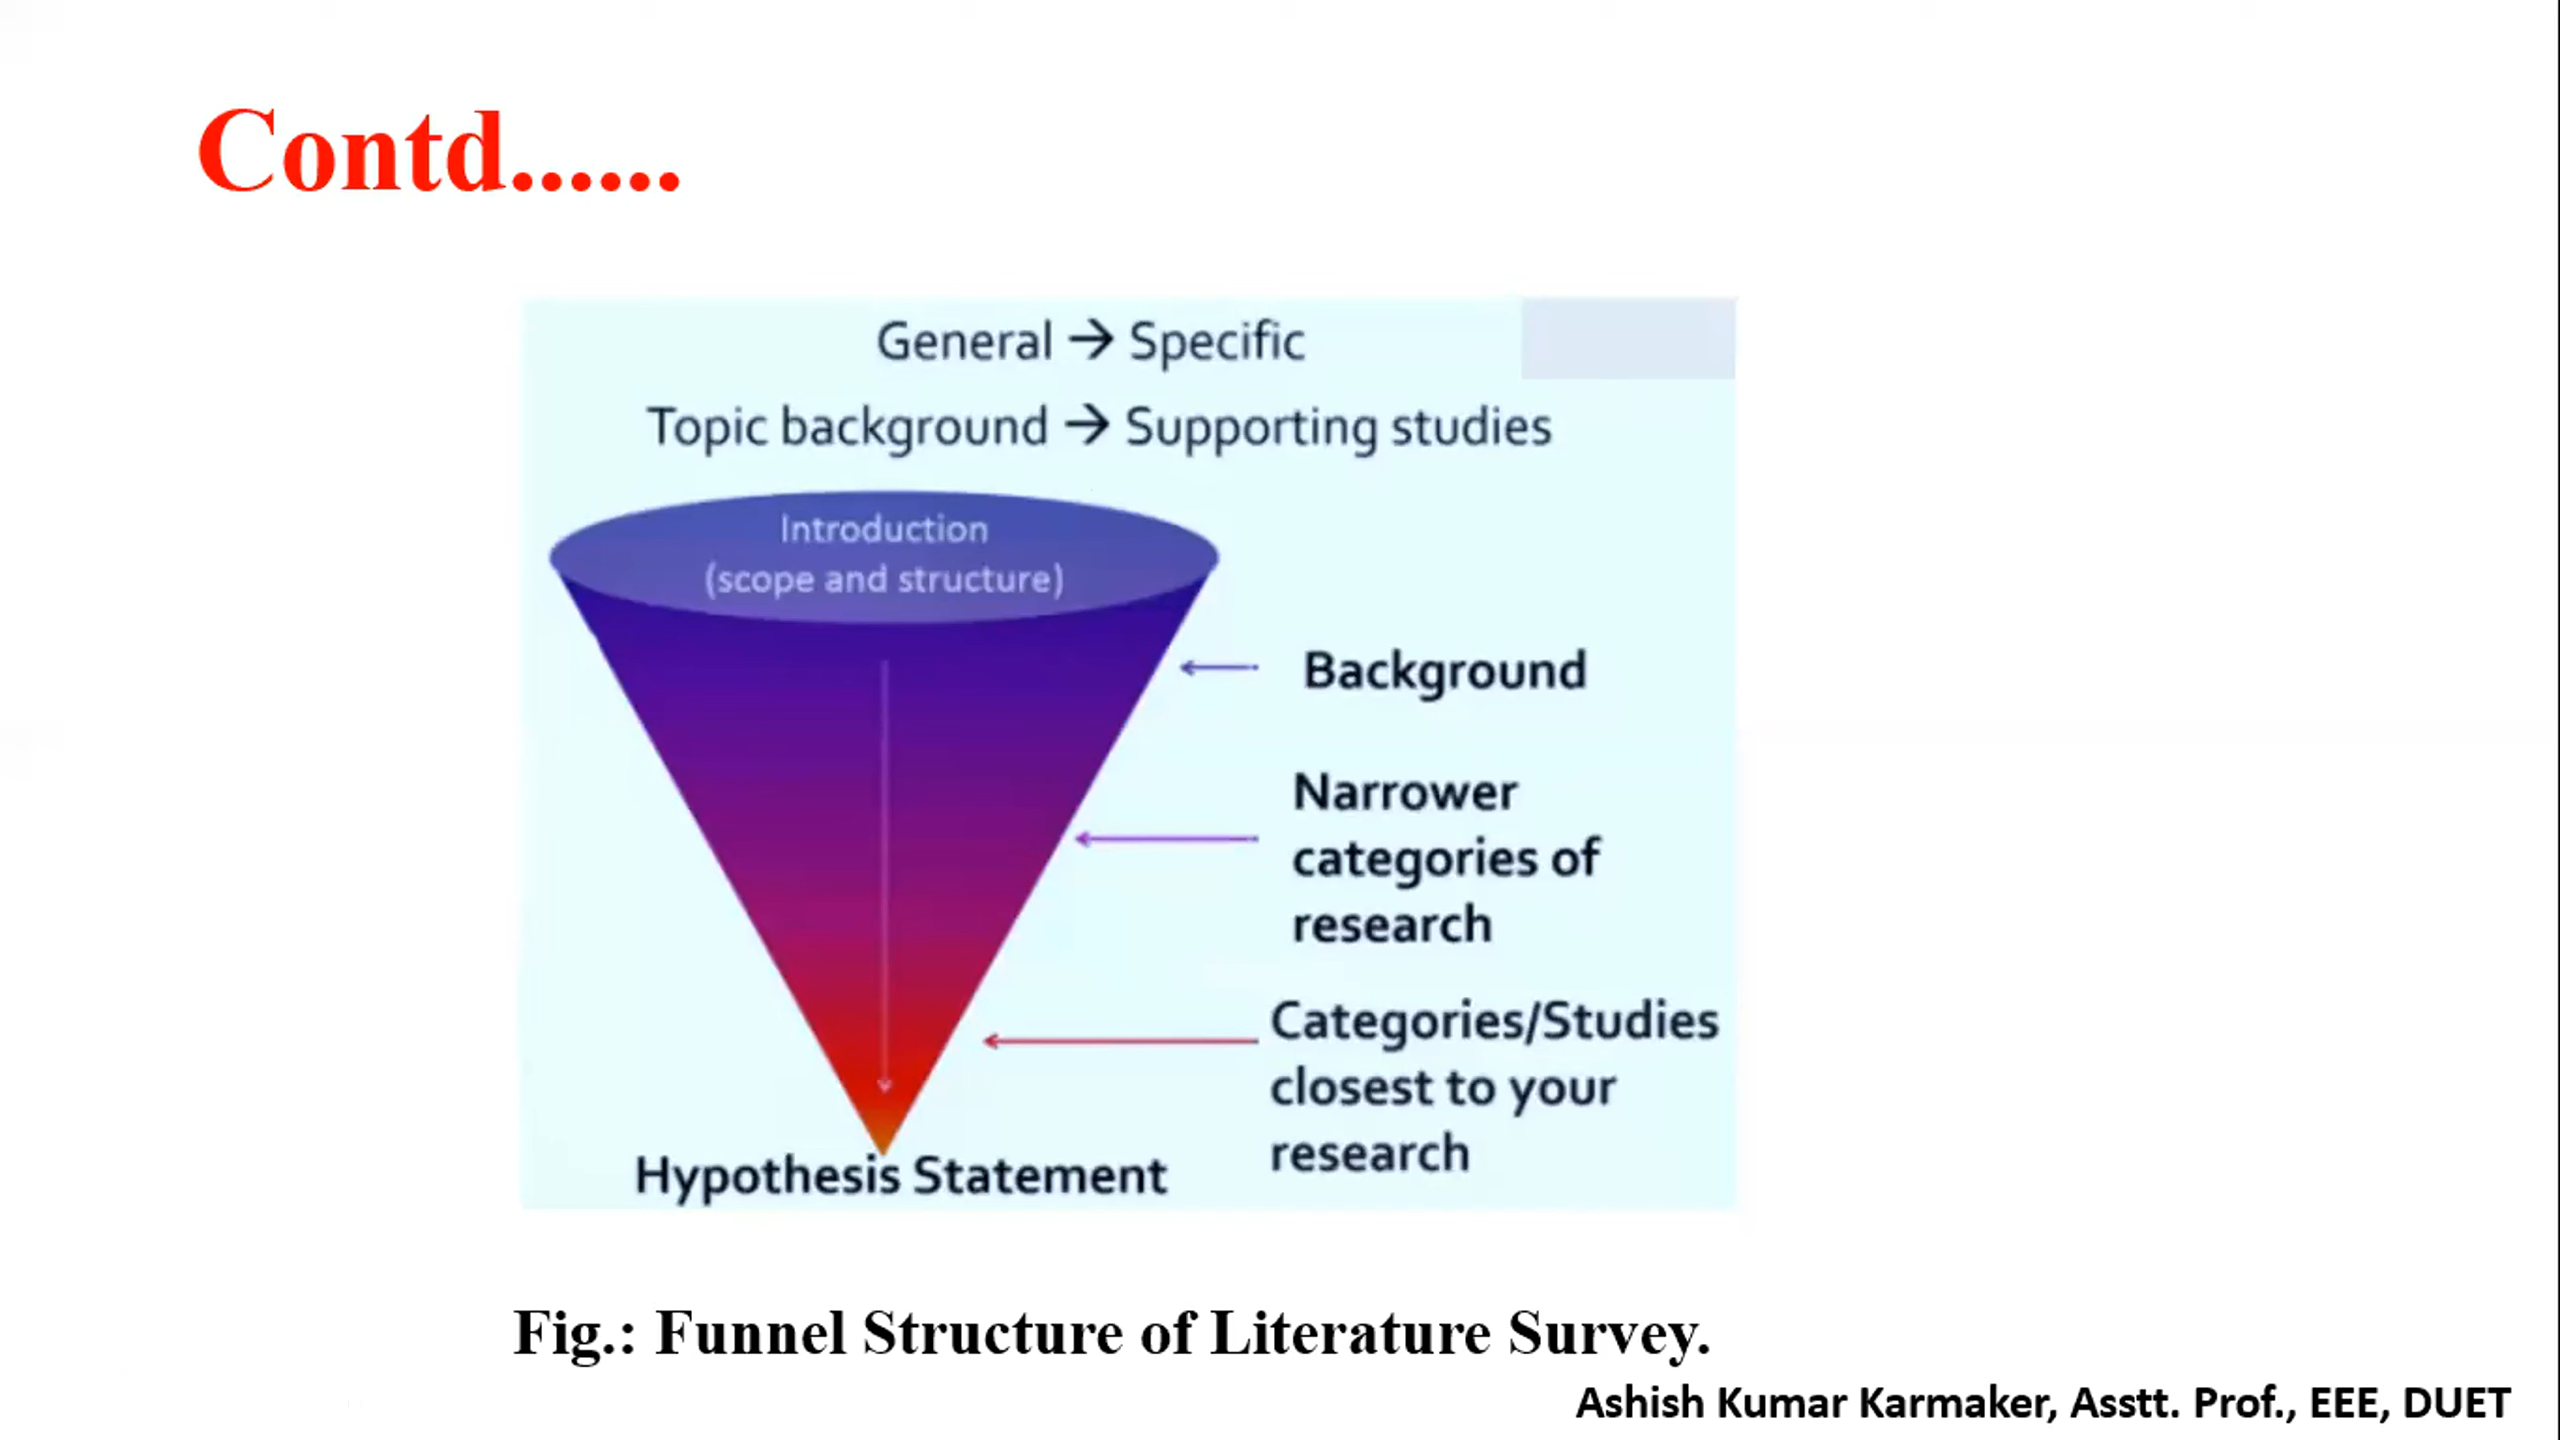 Contd......
General → Specific
Topic background → Supporting studies
Introduction
(scope and structure)
Background
Narrower
categories of
research
Categories/Studies
closest to your
research
Hypothesis Statement
Fig.: Funnel Structure of Literature Survey.
Ashish Kumar Karmaker, Asstt. Prof., EEE, DUET